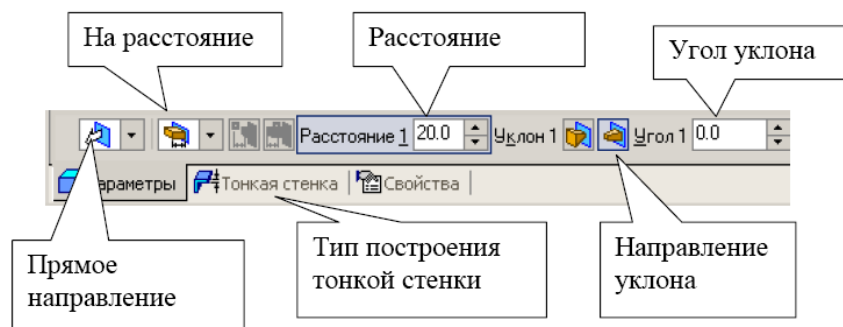 На расстояние
Расстояние
Угол уклона
Расстояние 1 20.0 Уклон 1 Угол 1 0.0
Параметры Тонкая стенка Свойства
Прямое
направление
Тип построения
тонкой стенки
Направление
уклона